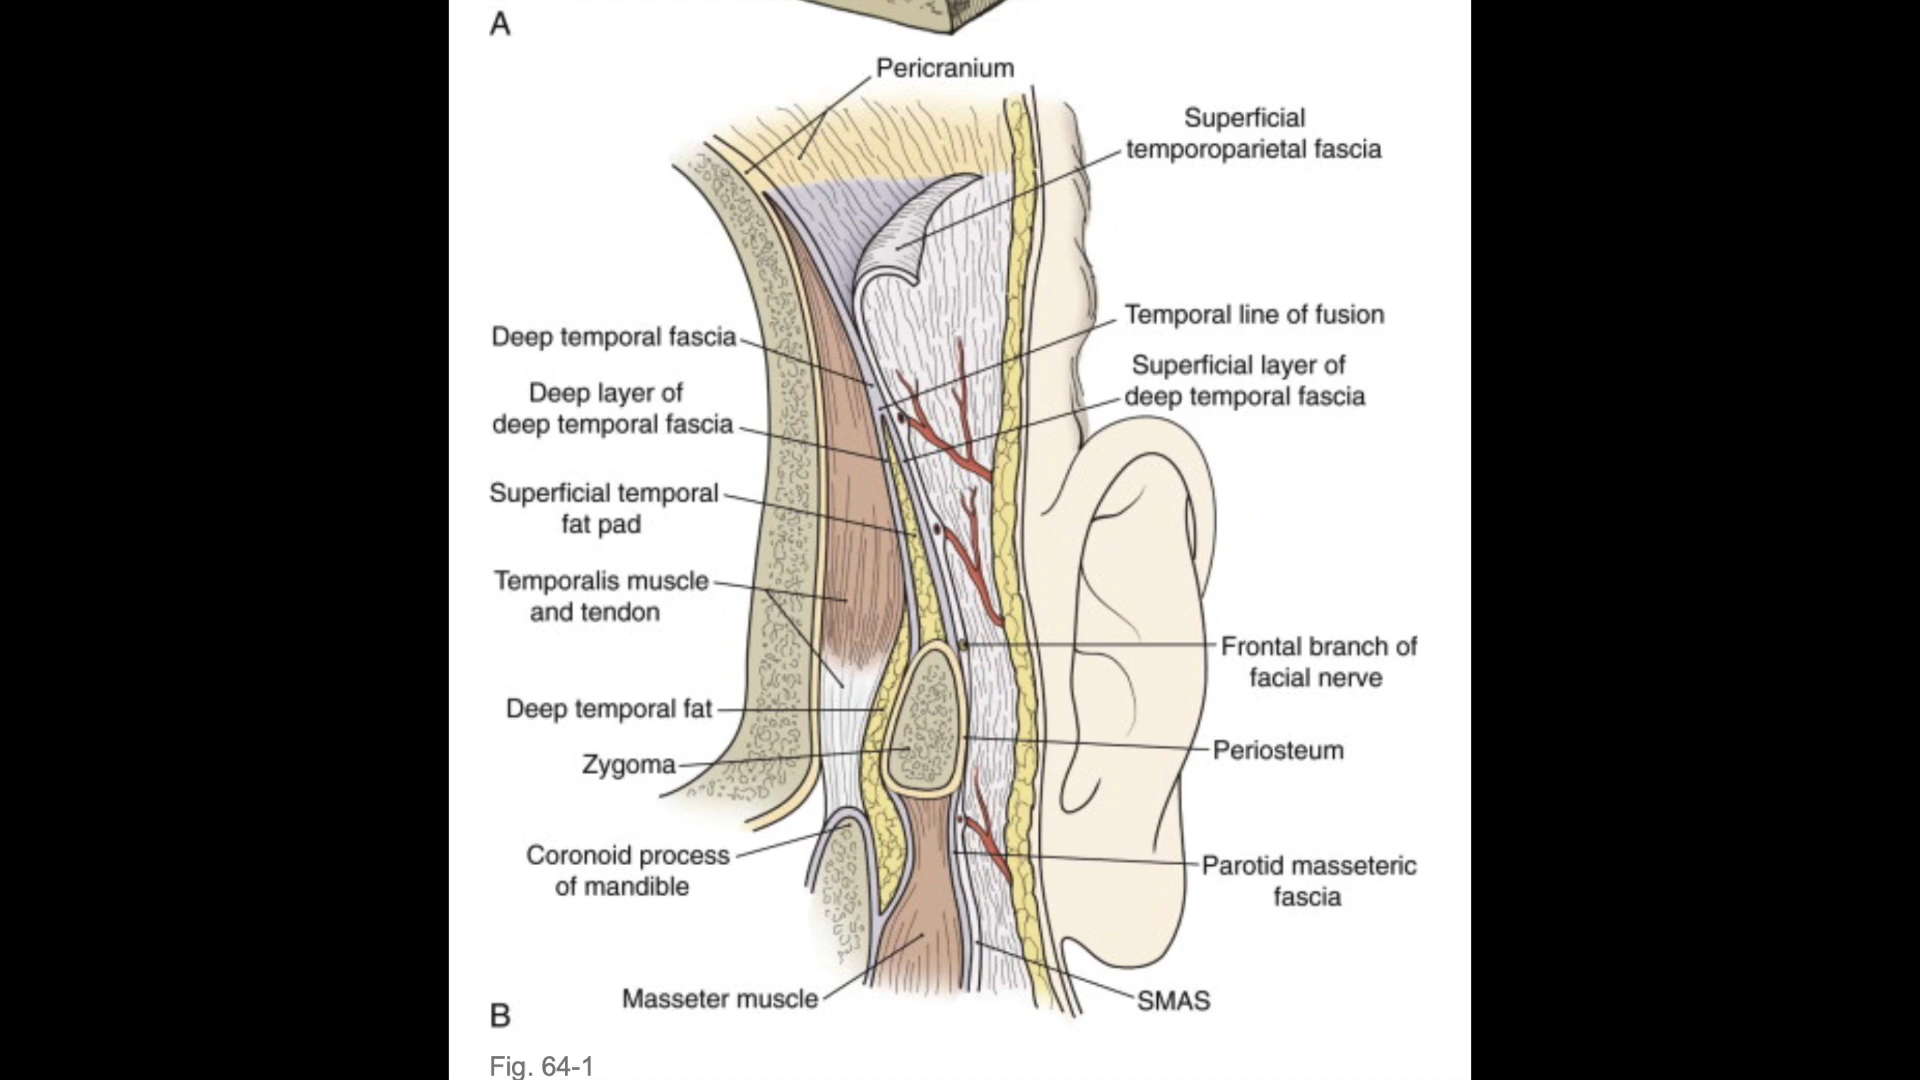 A
Pericranium
Superficial
temporoparietal fascia
Temporal line of fusion
Deep temporal fascia
Superficial layer of
deep temporal fascia
Deep layer of
deep temporal fascia
Superficial temporal
fat pad
Temporalis muscle
and tendon
Frontal branch of
facial nerve
Deep temporal fat
Periosteum
Zygoma
Coronoid process
of mandible
Parotid masseteric
fascia
Masseter muscle
SMAS
B
Fig. 64-1